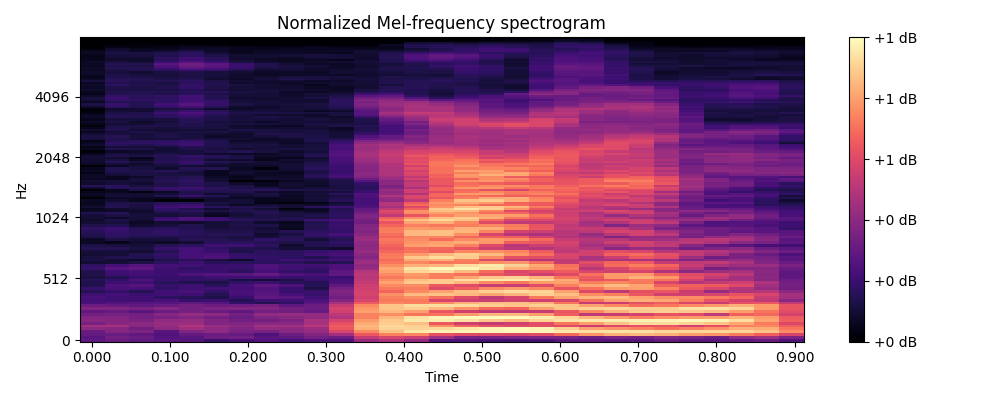 Normalized Mel-frequency spectrogram
Hz
4096
2048
1024
512
0
0.000 0.100 0.200 0.300 0.400 0.500 0.600 0.700 0.800 0.900
Time
+1 dB
+1 dB
+1 dB
+0 dB
+0 dB
+0 dB